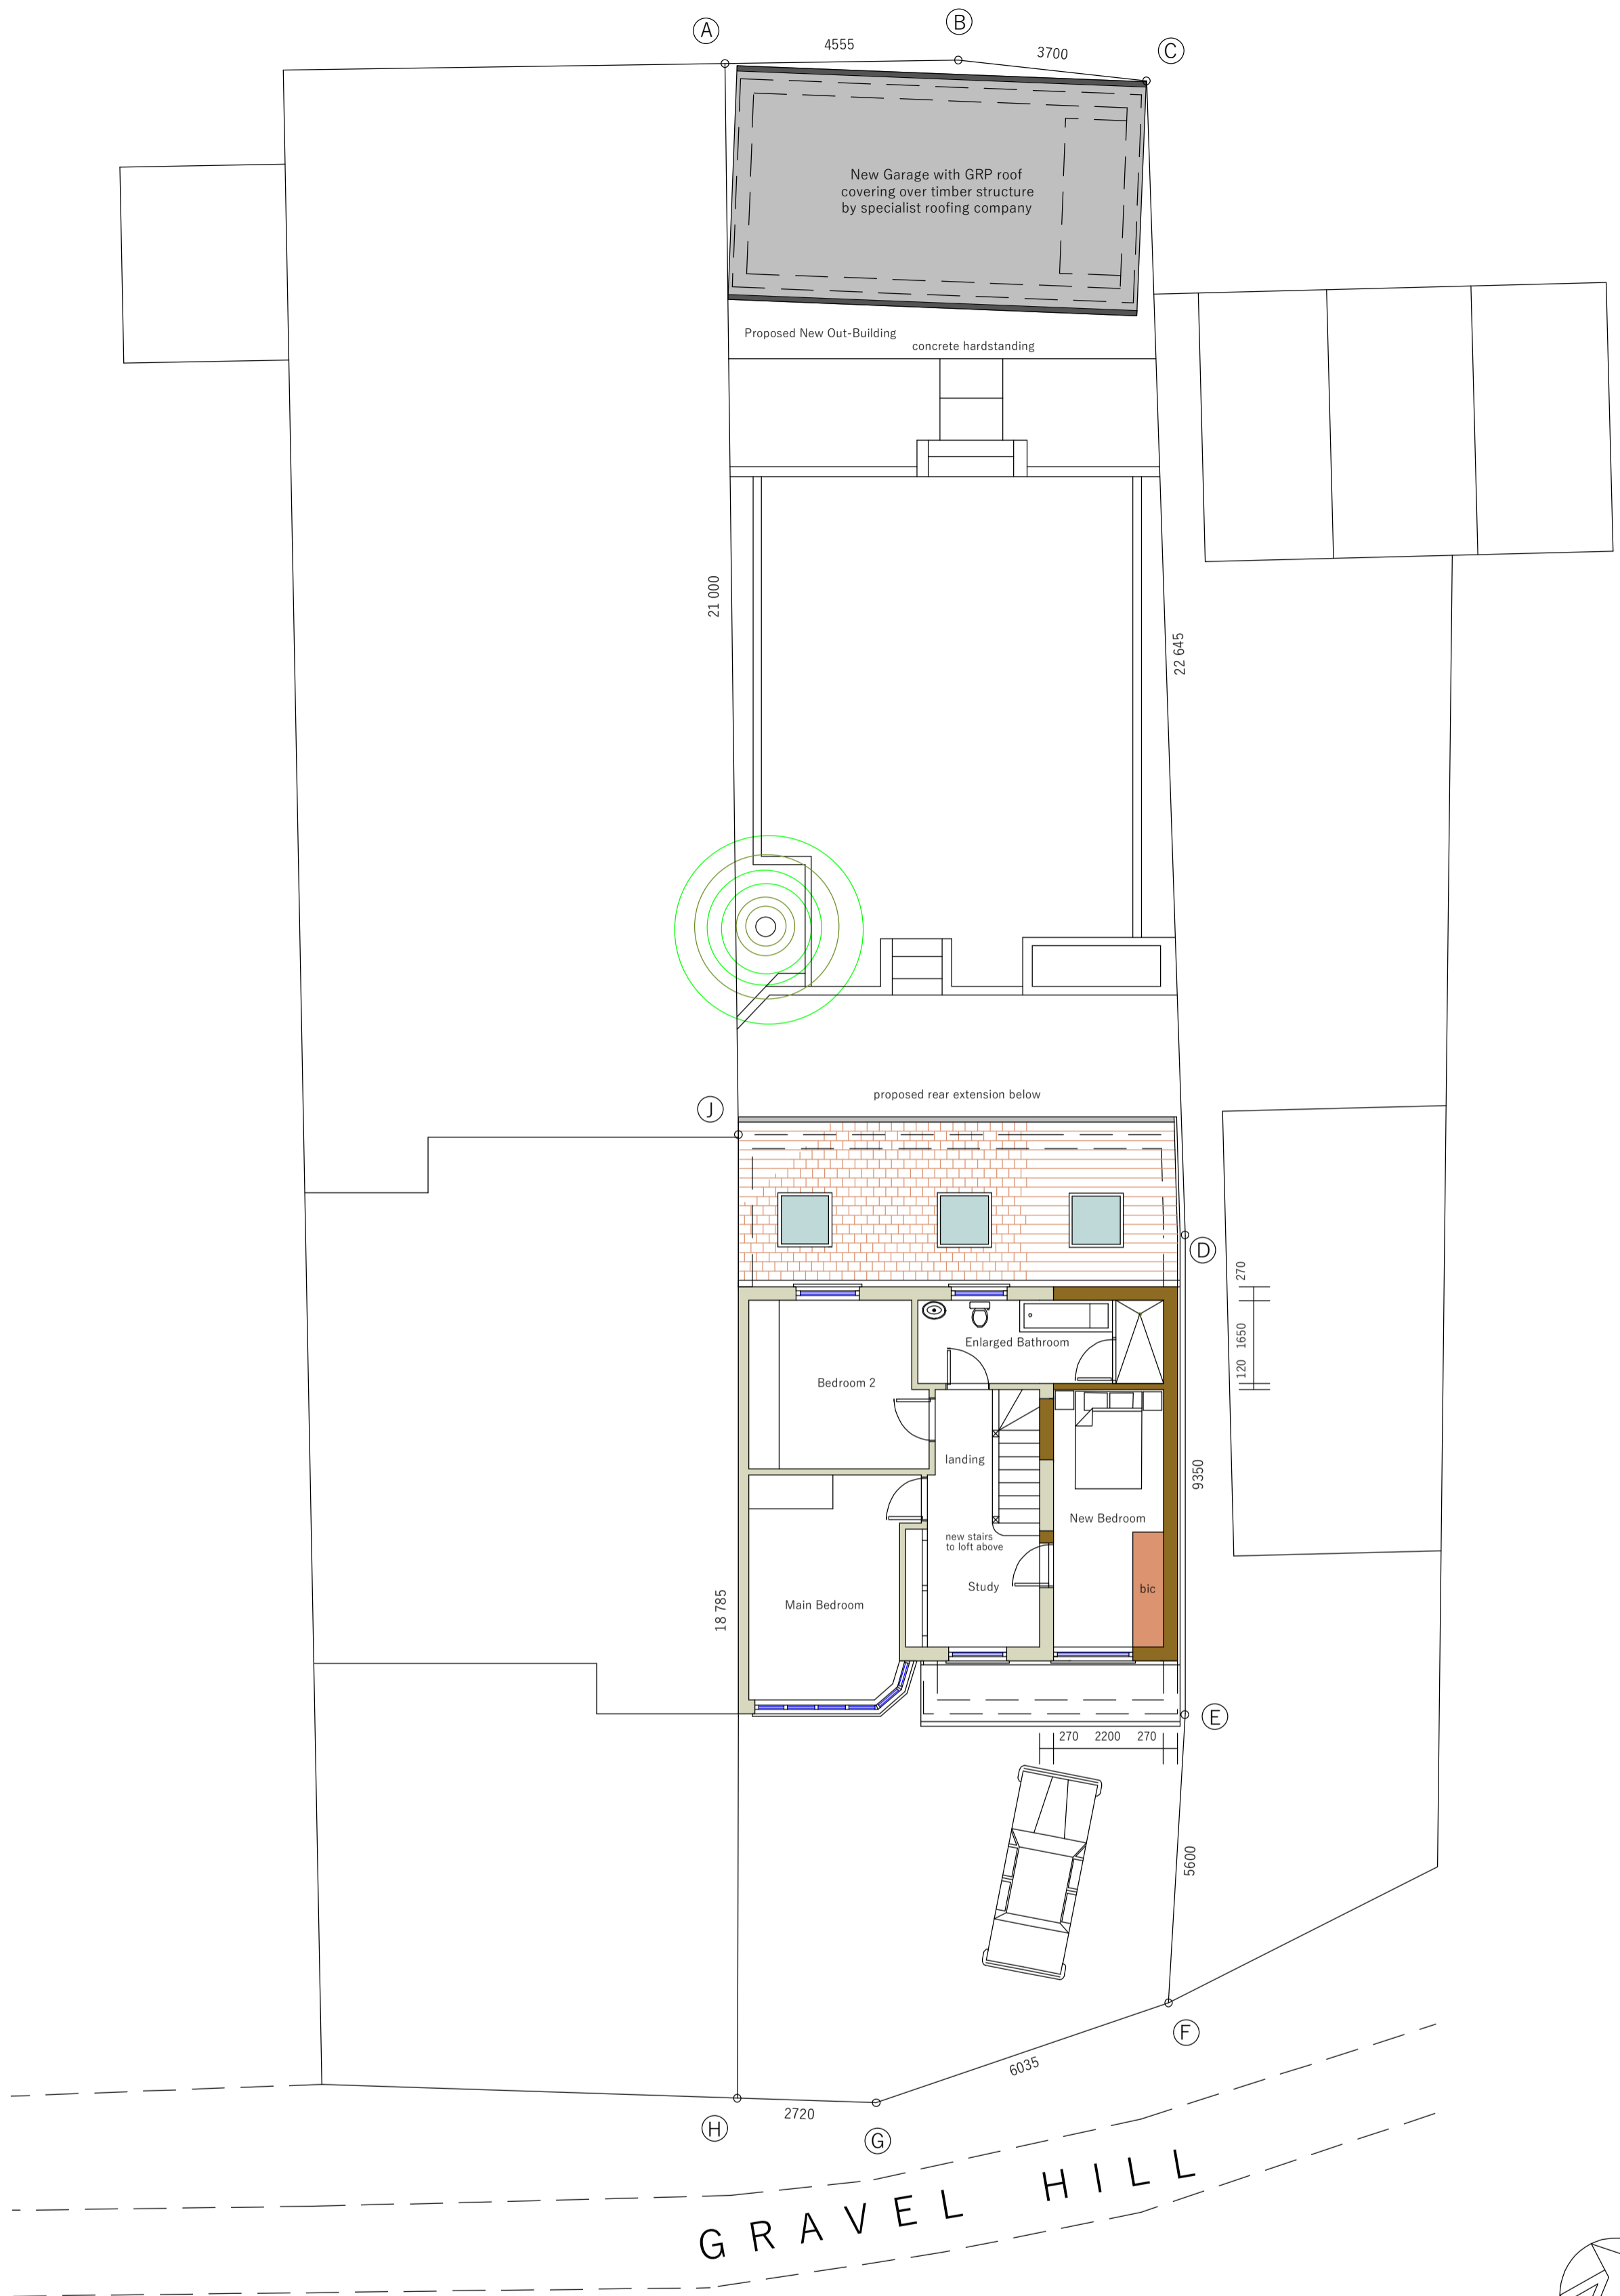 A
B
C
4555
3700
New Garage with GRP roof
covering over timber structure
by specialist roofing company
Proposed New Out-Building
concrete hardstanding
21 000
22 645
proposed rear extension below
J
D
270
1650
120
Enlarged Bathroom
Bedroom 2
landing
9350
New Bedroom
new stairs
to loft above
Study
bic
Main Bedroom
18 785
E
270
2200
270
5600
F
6035
H
2720
G
GRAVEL HILL